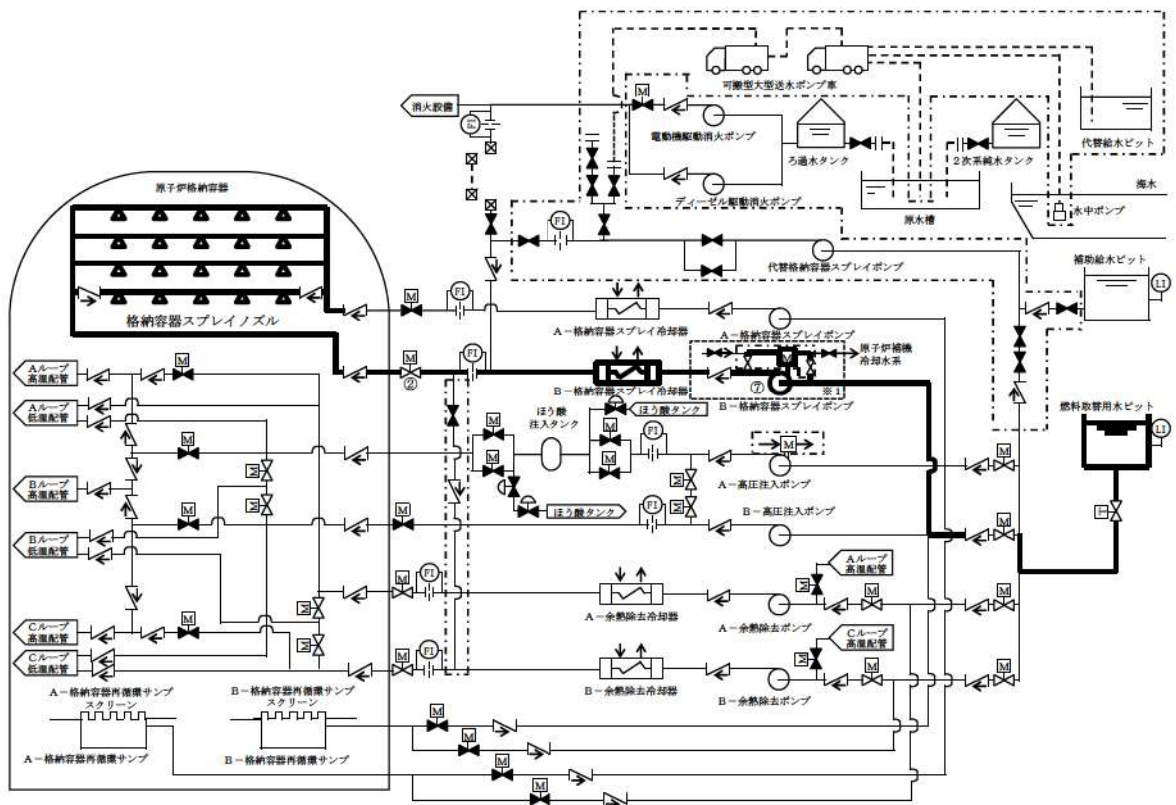 消火設備
FI
M
電動機駆動消火ポンプ
ディーゼル駆動消火ポンプ
可搬型大型送水ポンプ車
ろ過水タンク
2次系純水タンク
原水槽
代替給水ピット
海水
水中ポンプ
補助給水ピット
LI
FI
代替格納容器スプレイポンプ
原子炉格納容器
格納容器スプレイノズル
M
FI
A-格納容器スプレイ冷却器
A-格納容器スプレイポンプ
M
②
FI
B-格納容器スプレイ冷却器
M
⑦
※1
B-格納容器スプレイポンプ
原子炉補機
冷却水系
燃料取替用水ピット
LI
T
Aループ
高温配管
M
Aループ
低温配管
M
M
M
Bループ
高温配管
M
Bループ
低温配管
M
M
M
ほう酸
注入タンク
ほう酸タンク
M
M
FI
M
M
M
A-高圧注入ポンプ
M
ほう酸タンク
FI
B-高圧注入ポンプ
M
M
M
M
FI
A-余熱除去冷却器
A-余熱除去ポンプ
Aループ
高温配管
M
M
M
Cループ
高温配管
M
Cループ
低温配管
M
FI
B-余熱除去冷却器
B-余熱除去ポンプ
Cループ
高温配管
M
M
M
A-格納容器再循環サンプ
スクリーン
B-格納容器再循環サンプ
スクリーン
A-格納容器再循環サンプ
B-格納容器再循環サンプ
M
M
M
M